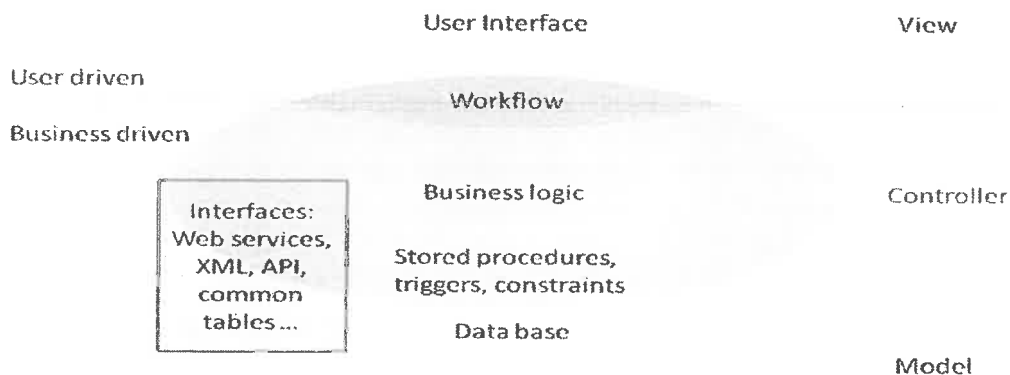 User Interface
View
User driven
Workflow
Business driven
Business logic
Controller
Interfaces:
Web services,
XML, API,
common
tables...
Stored procedures,
triggers, constraints
Data base
Model